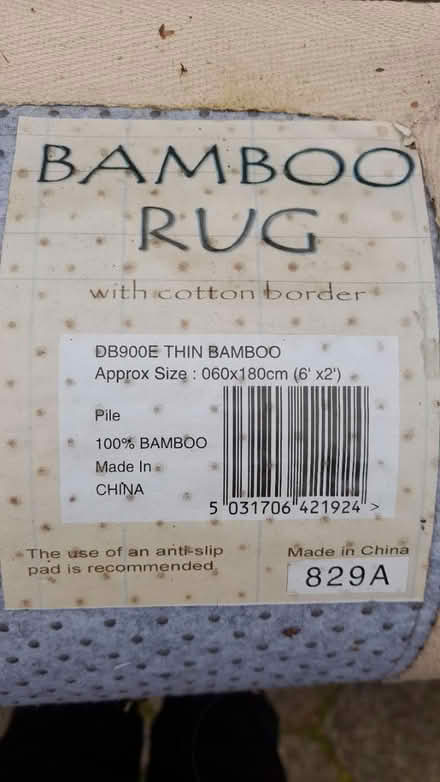 BAMBOO
RUG
with cotton border
DB900E THIN BAMBOO
Approx Size : 060x180cm (6' x2')
Pile
100% BAMBOO
Made In
CHINA
5 031706 421924 >
The use of an anti-slip
pad is recommended
Made in China
829A